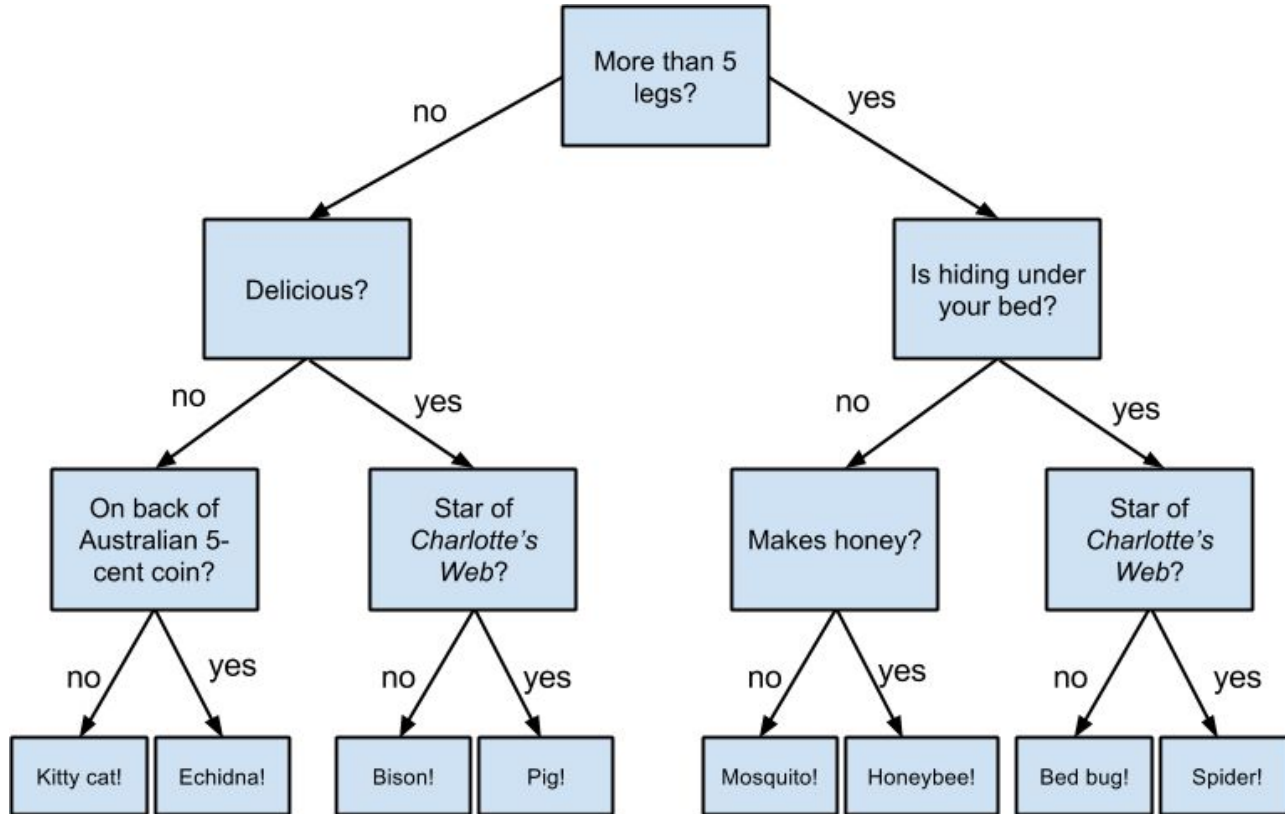 More than 5
legs?
no
yes
Delicious?
Is hiding under
your bed?
no
yes
no
yes
On back of
Australian 5-
cent coin?
Star of
Charlotte's
Web?
Makes honey?
Star of
Charlotte's
Web?
no
yes
no
yes
no
yes
no
yes
Kitty cat!
Echidna!
Bison!
Pig!
Mosquito!
Honeybee!
Bed bug!
Spider!